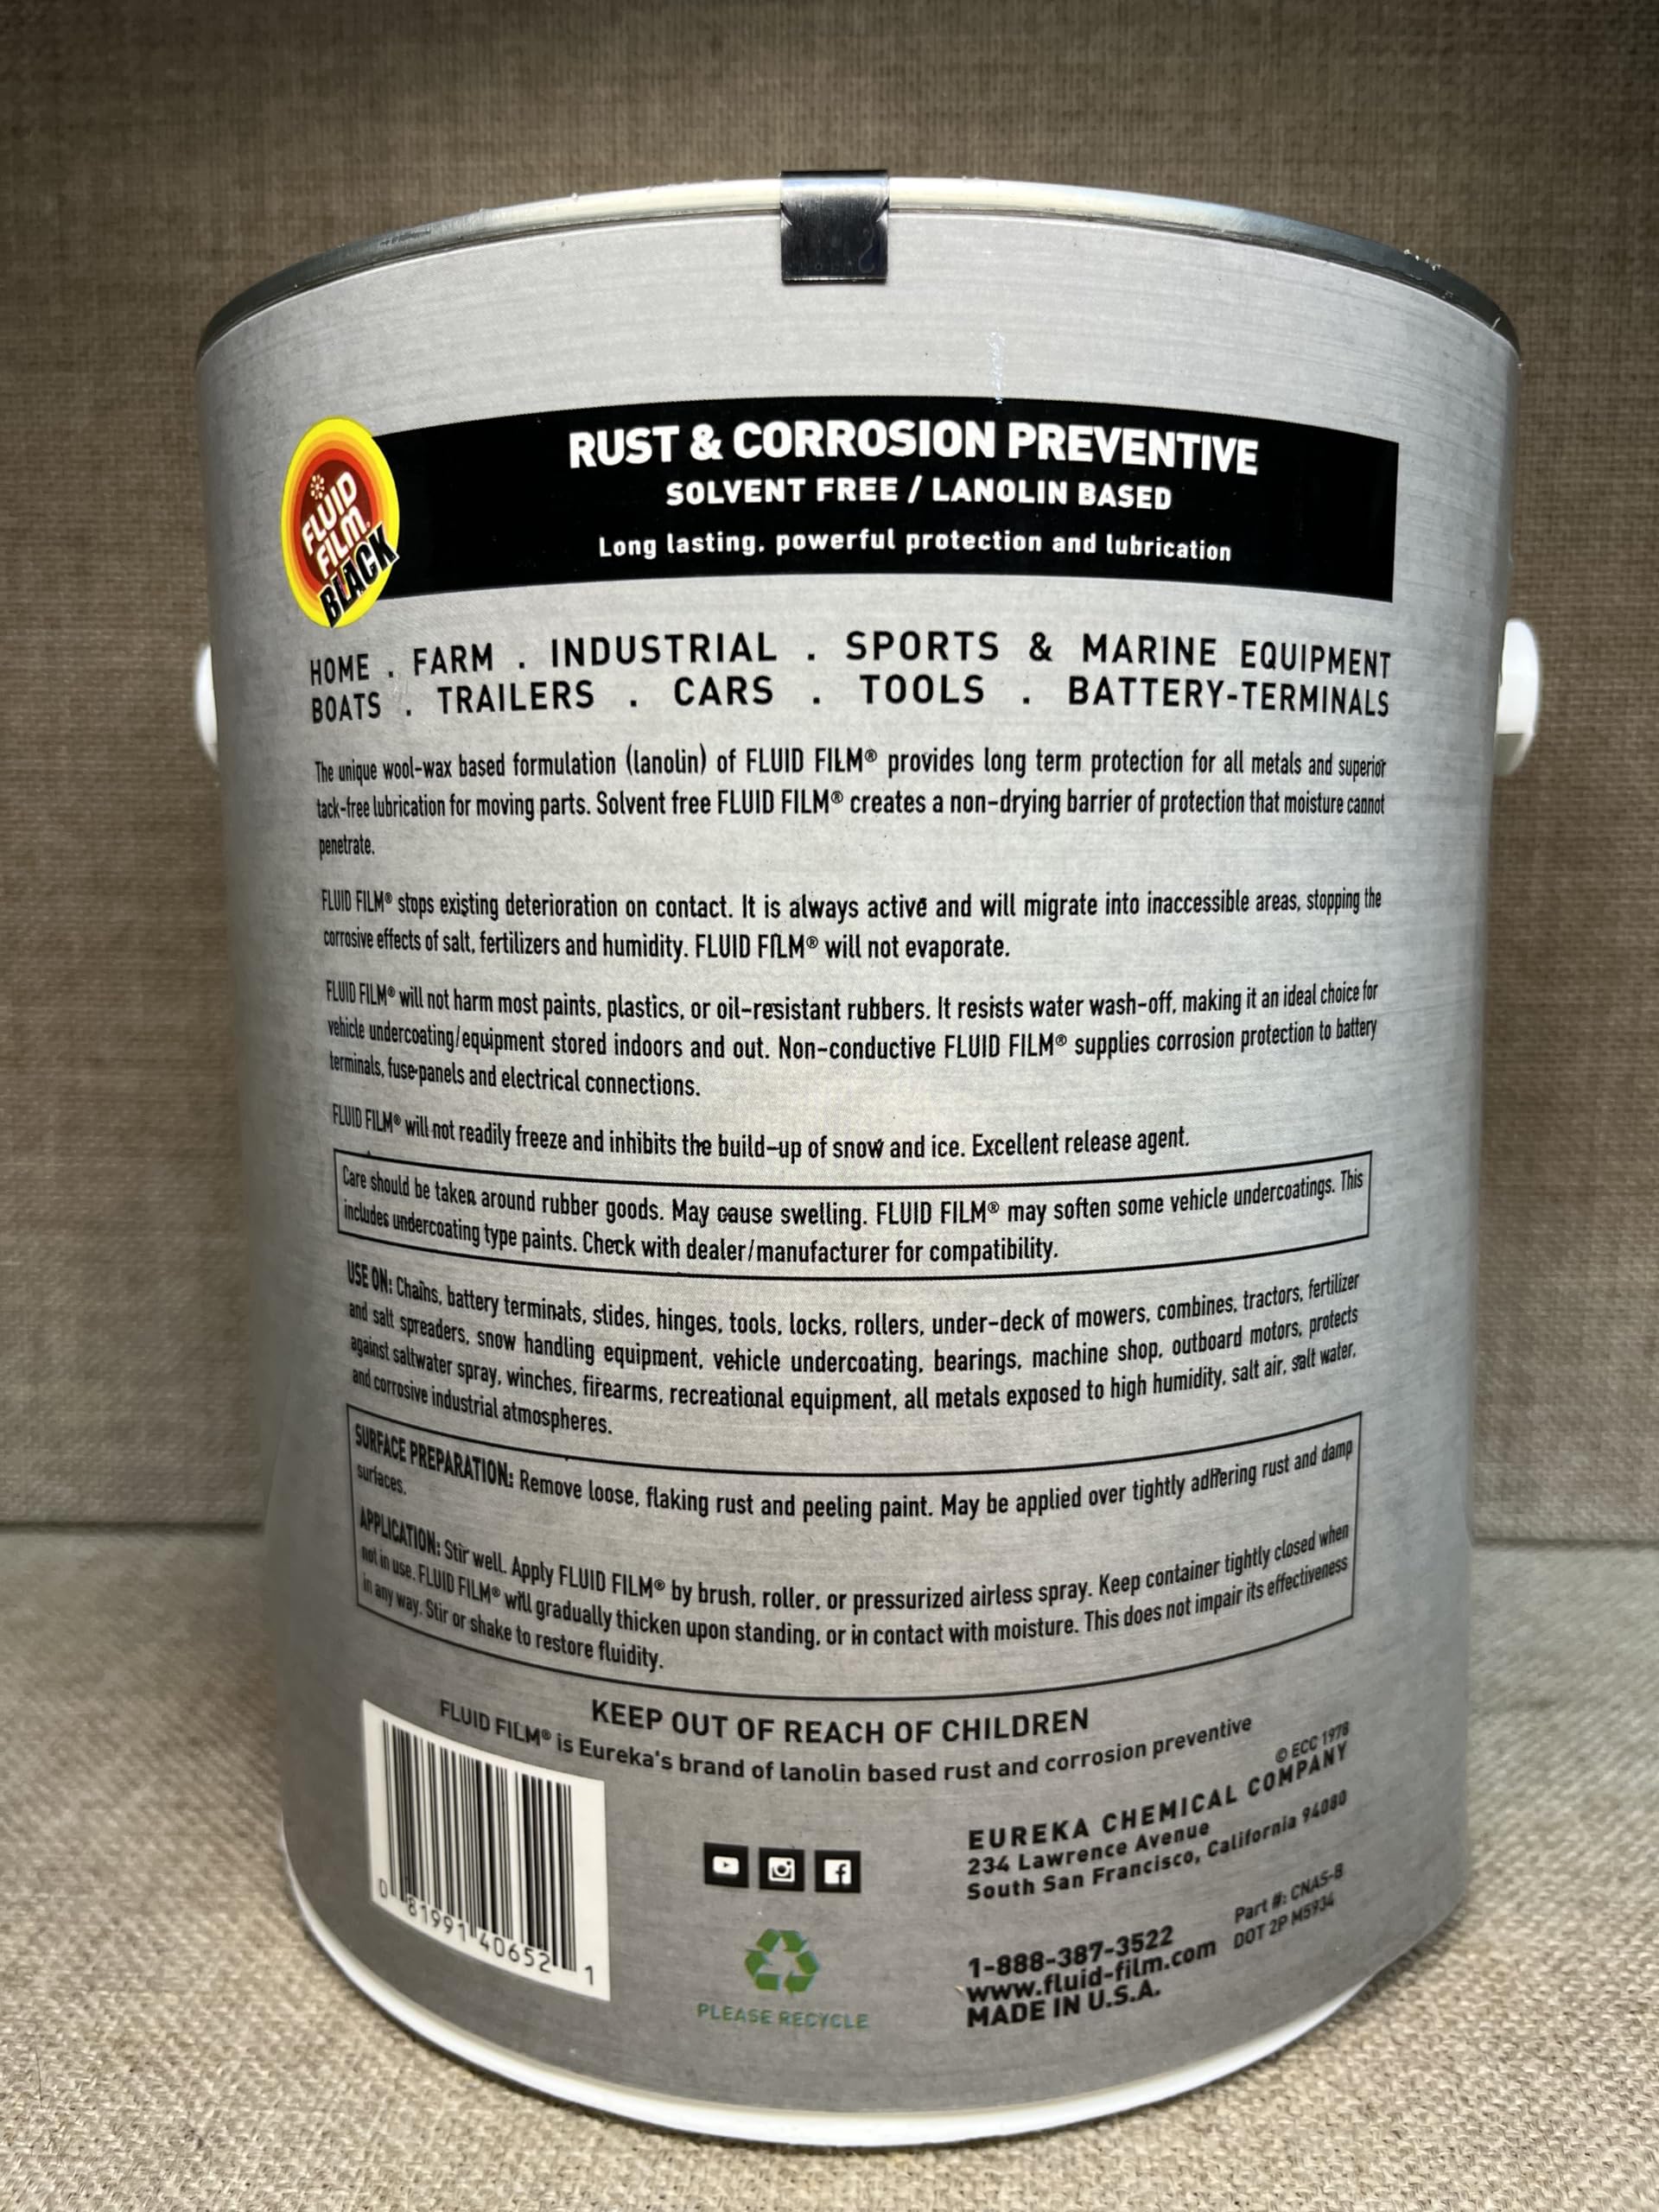 RUST & CORROSION PREVENTIVE
SOLVENT FREE / LANOLIN BASED
Long lasting, powerful protection and lubrication
FLUID
FILM®
BLACK
HOME . FARM . INDUSTRIAL . SPORTS & MARINE EQUIPMENT
BOATS . TRAILERS . CARS . TOOLS . BATTERY-TERMINALS
The unique wool-wax based formulation (lanolin) of FLUID FILM® provides long term protection for all metals and superior
tack-free lubrication for moving parts. Solvent free FLUID FILM® creates a non-drying barrier of protection that moisture cannot
penetrate.
FLUID FILM® stops existing deterioration on contact. It is always active and will migrate into inaccessible areas, stopping the
corrosive effects of salt, fertilizers and humidity. FLUID FILM® will not evaporate.
FLUID FILM® will not harm most paints, plastics, or oil-resistant rubbers. It resists water wash-off, making it an ideal choice for
vehicle undercoating/equipment stored indoors and out. Non-conductive FLUID FILM® supplies corrosion protection to battery
terminals, fuse-panels and electrical connections.
FLUID FILM® will not readily freeze and inhibits the build-up of snow and ice. Excellent release agent.
Care should be taken around rubber goods. May cause swelling. FLUID FILM® may soften some vehicle undercoatings. This
includes undercoating type paints. Check with dealer/manufacturer for compatibility.
USE ON: Chains, battery terminals, slides, hinges, tools, locks, rollers, under-deck of mowers, combines, tractors, fertilizer
and salt spreaders, snow handling equipment, vehicle undercoating, bearings, machine shop, outboard motors, protects
against saltwater spray, winches, firearms, recreational equipment, all metals exposed to high humidity, salt air, salt water,
and corrosive industrial atmospheres.
SURFACE PREPARATION: Remove loose, flaking rust and peeling paint. May be applied over tightly adhering rust and damp
surfaces.
APPLICATION: Stir well. Apply FLUID FILM® by brush, roller, or pressurized airless spray. Keep container tightly closed when
not in use. FLUID FILM® will gradually thicken upon standing, or in contact with moisture. This does not impair its effectiveness
in any way. Stir or shake to restore fluidity.
KEEP OUT OF REACH OF CHILDREN
FLUID FILM® is Eureka's brand of lanolin based rust and corrosion preventive
© ECC 1978
EUREKA CHEMICAL COMPANY
234 Lawrence Avenue
South San Francisco, California 94080
Part #: CNAS-B
DOT 2P M5934
1-888-387-3522
www.fluid-film.com
MADE IN U.S.A.
0 81991 40652 1
PLEASE RECYCLE